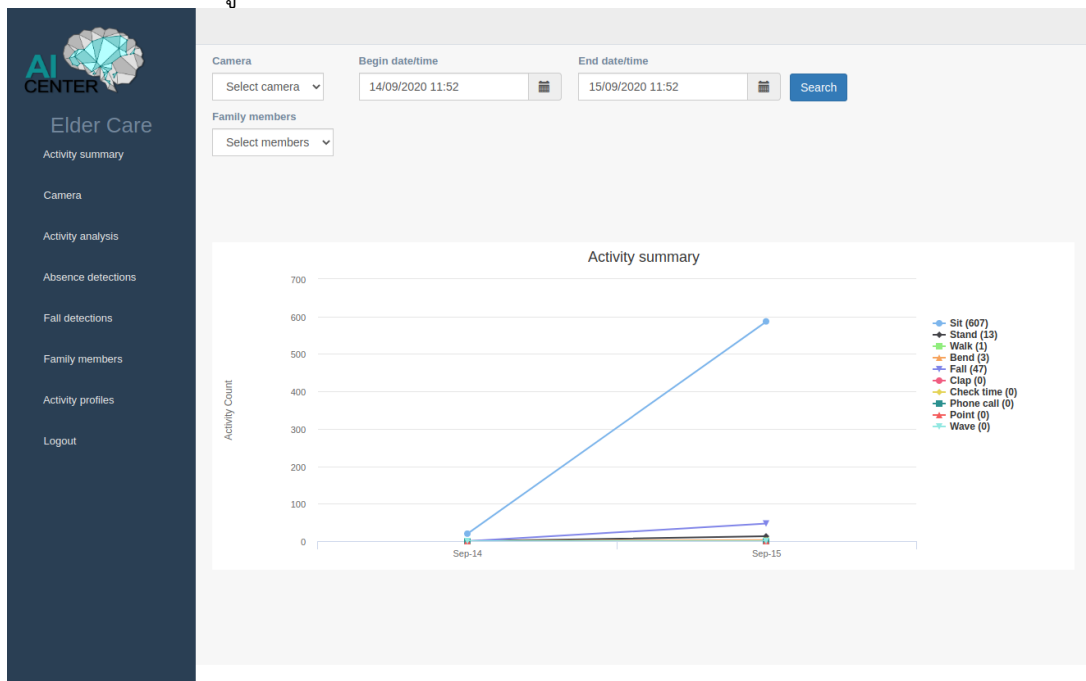 AI
CENTER
Elder Care
Activity summary
Camera
Activity analysis
Absence detections
Fall detections
Family members
Activity profiles
Logout
Camera
Begin date/time
End date/time
Select camera
14/09/2020 11:52
15/09/2020 11:52
Search
Family members
Select members
Activity summary
Activity Count
700
600
500
400
300
200
100
0
Sep-14
Sep-15
Sit (607)
Stand (13)
Walk (1)
Bend (3)
Fall (47)
Clap (0)
Check time (0)
Phone call (0)
Point (0)
Wave (0)